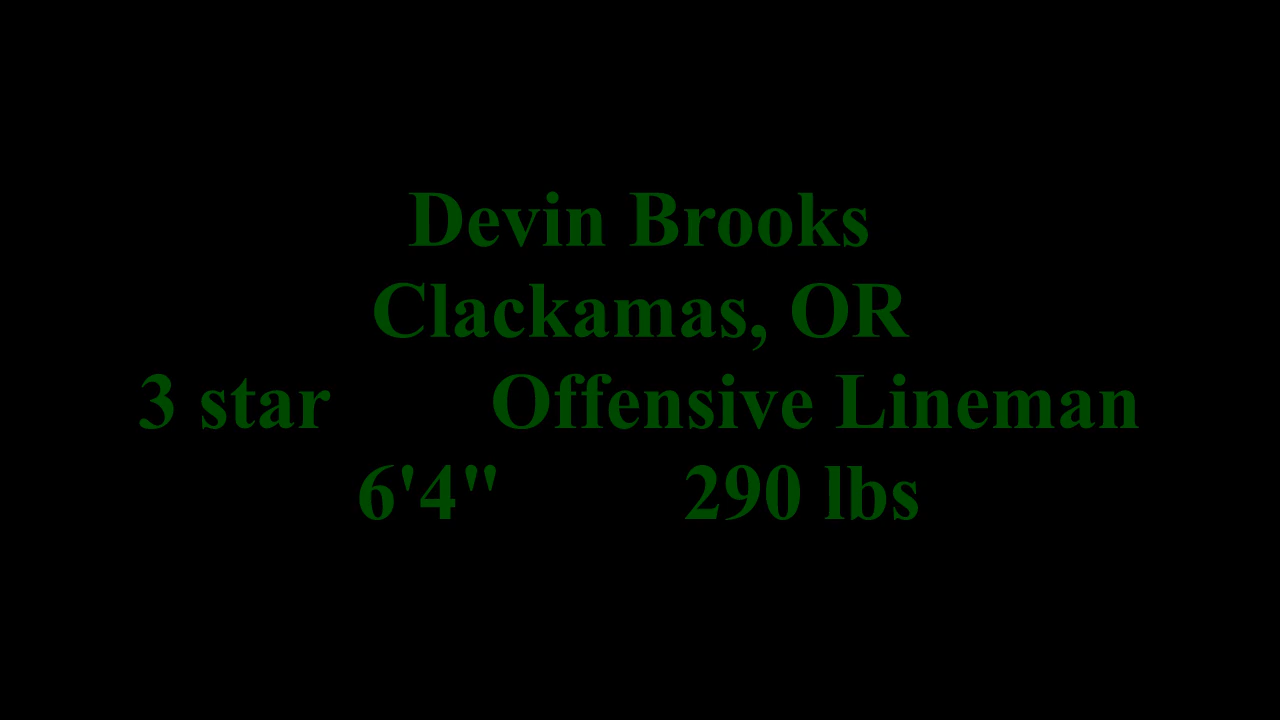 Devin Brooks
Clackamas, OR
3 star Offensive Lineman
6'4" 290 lbs